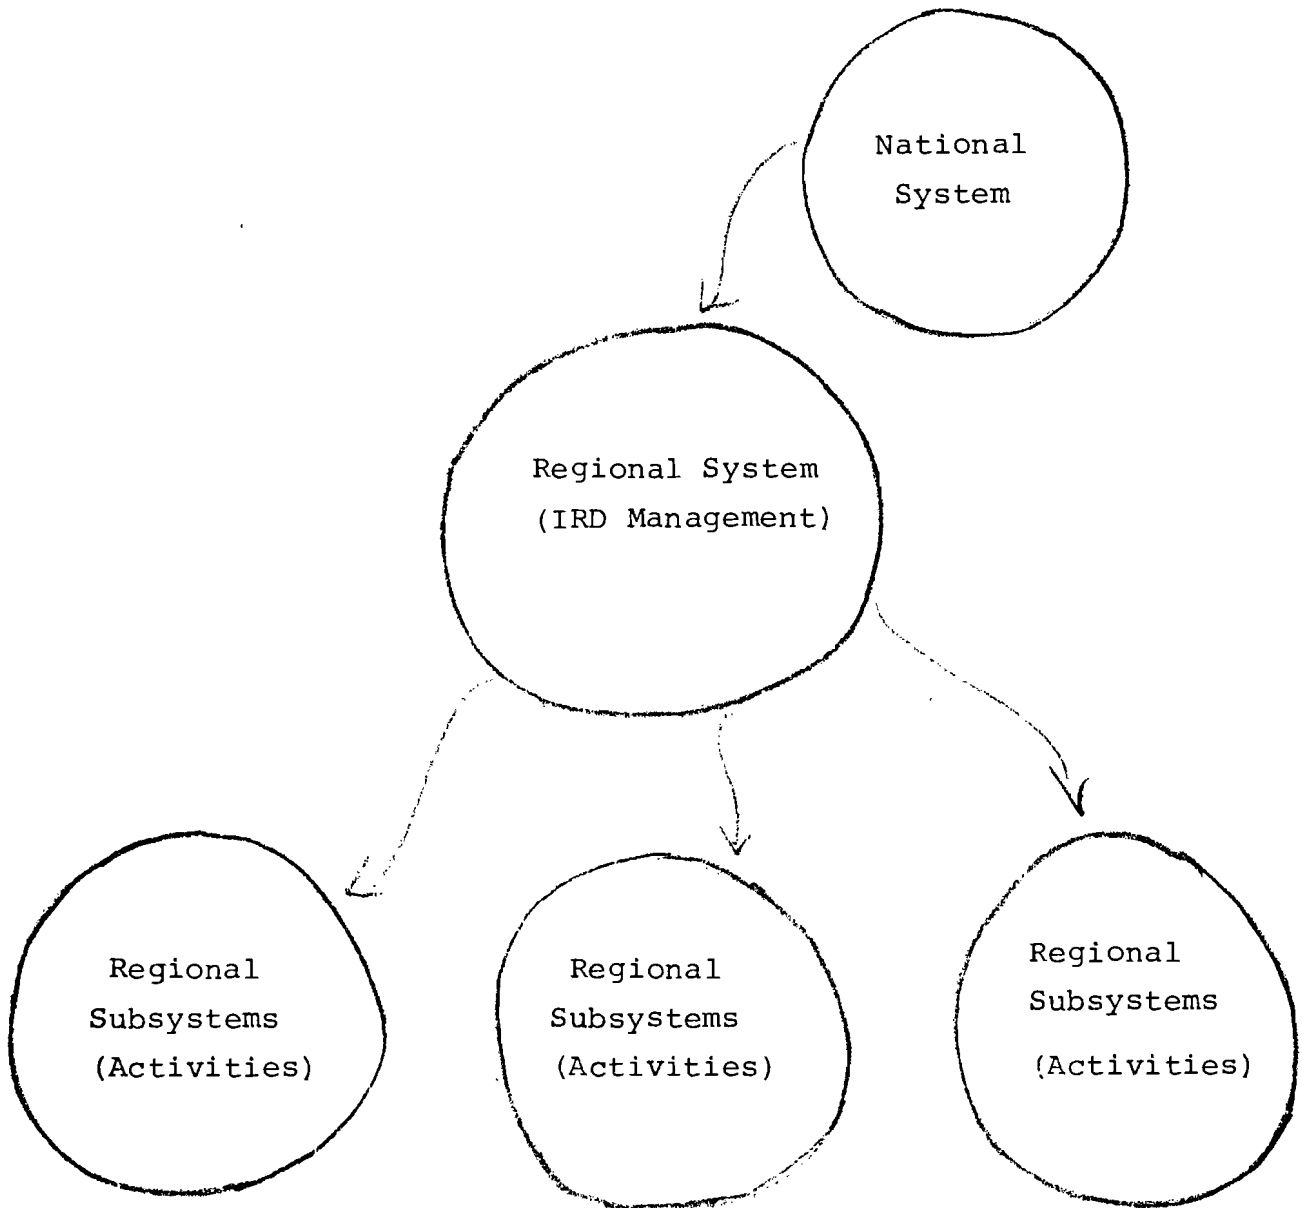 National
System
Regional System
(IRD Management)
Regional
Subsystems
(Activities)
Regional
Subsystems
(Activities)
Regional
Subsystems
(Activities)